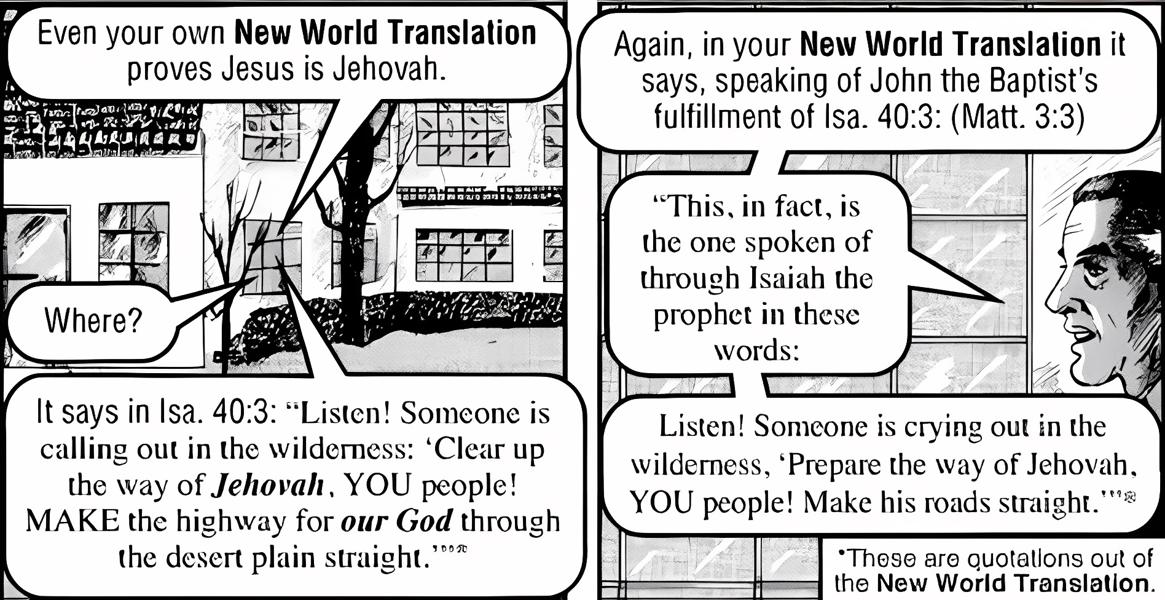 Even your own New World Translation
proves Jesus is Jehovah.
Where?
It says in Isa. 40:3: “Listen! Someone is
calling out in the wilderness: ‘Clear up
the way of Jehovah, YOU people!
MAKE the highway for our God through
the desert plain straight.’”*
Again, in your New World Translation it
says, speaking of John the Baptist's
fulfillment of Isa. 40:3: (Matt. 3:3)
“This, in fact, is
the one spoken of
through Isaiah the
prophet in these
words:
Listen! Someone is crying out in the
wilderness, ‘Prepare the way of Jehovah,
YOU people! Make his roads straight.’”*
*These are quotations out of
the New World Translation.